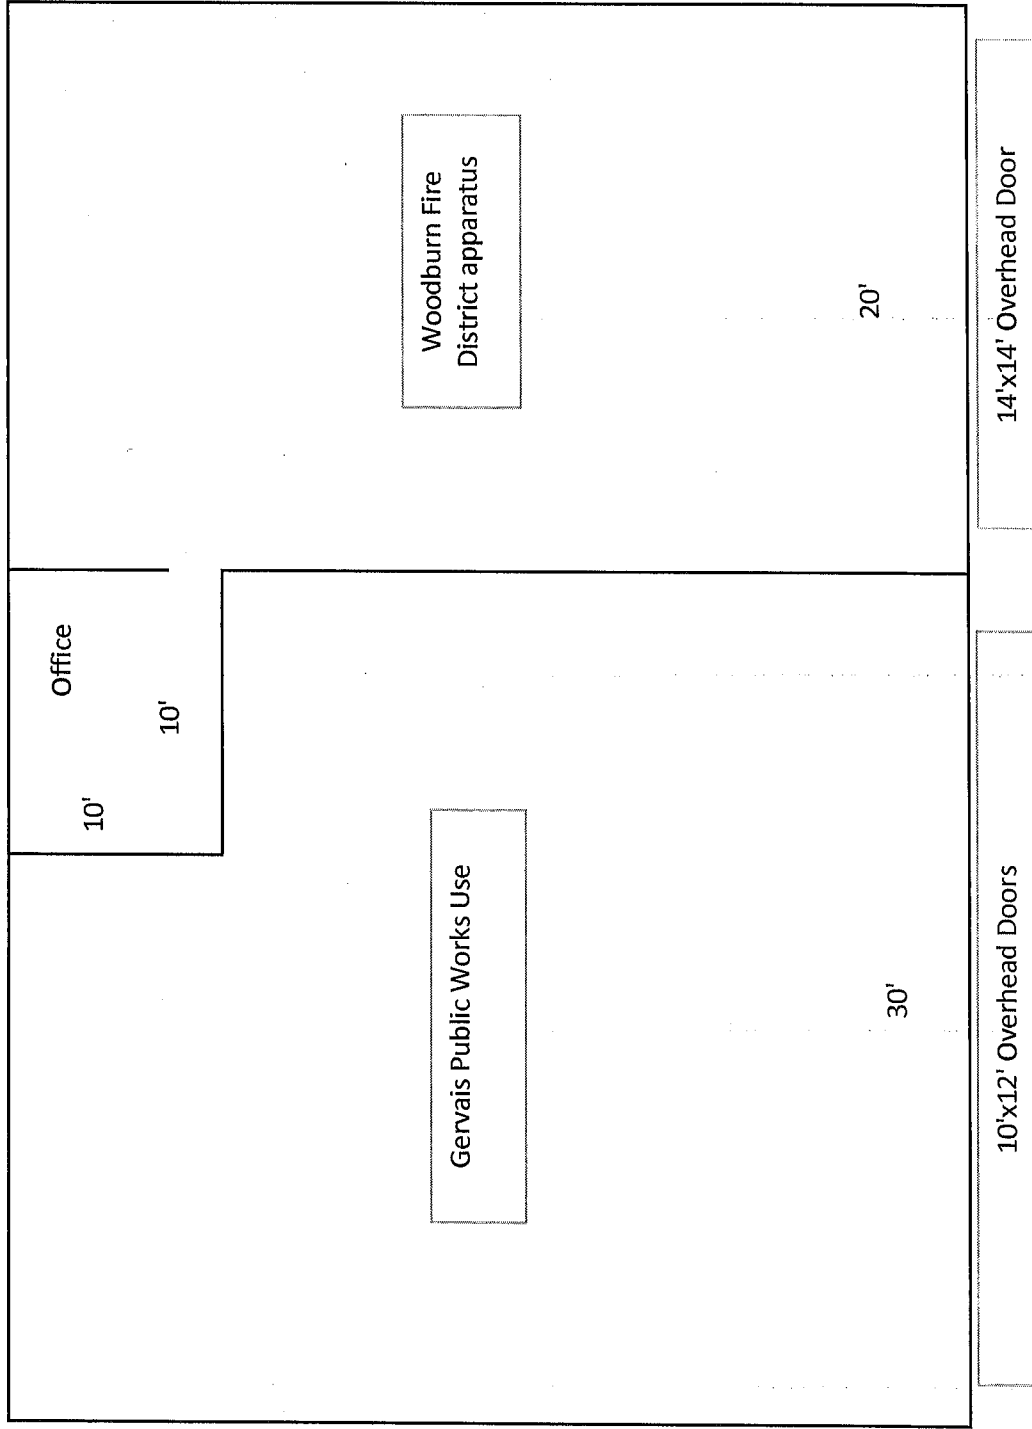 Office
10'
10'
Woodburn Fire
District apparatus
Gervais Public Works Use
20'
30'
14'x14' Overhead Door
10'x12' Overhead Doors